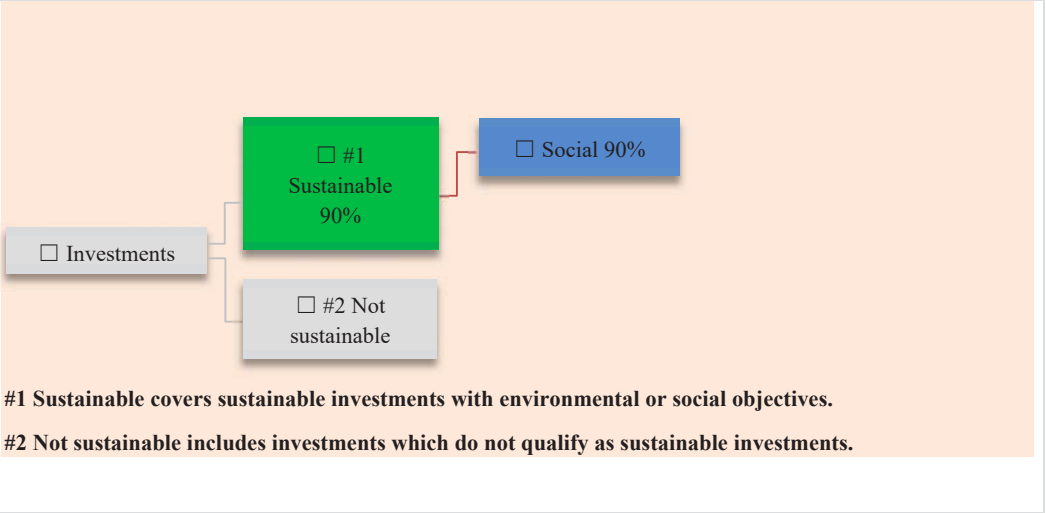 ☐ #1
Sustainable
90%
☐ Social 90%
☐ Investments
☐ #2 Not
sustainable
#1 Sustainable covers sustainable investments with environmental or social objectives.
#2 Not sustainable includes investments which do not qualify as sustainable investments.